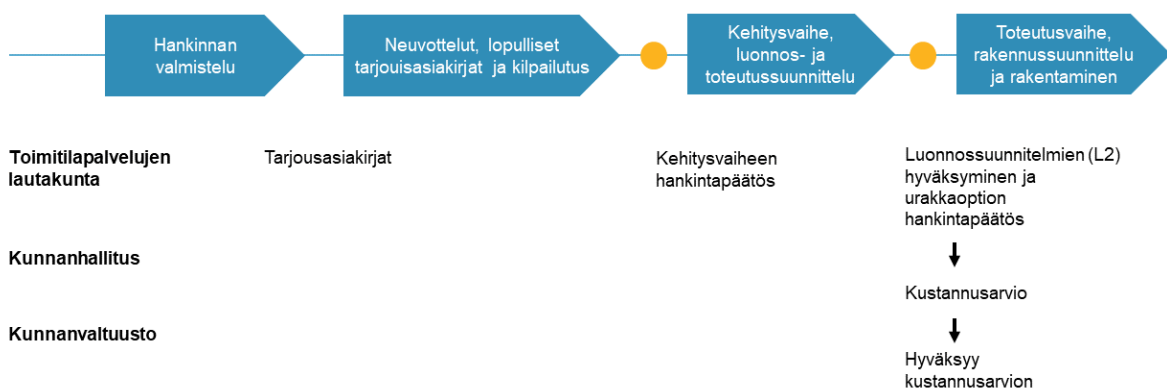 Hankinnan
valmistelu
Neuvottelut, lopulliset
tarjouisasiakirjat ja kilpailutus
Kehitysvaihe,
luonnos- ja
toteutussuunnittelu
Toteutusvaihe,
rakennussuunnittelu
ja rakentaminen
Toimitilapalvelujen
lautakunta
Tarjousasiakirjat
Kehitysvaiheen
hankintapäätös
Luonnossuunnitelmien (L2)
hyväksyminen ja
urakkaoption
hankintapäätös
Kunnanhallitus
Kustannusarvio
Kunnanvaltuusto
Hyväksyy
kustannusarvion